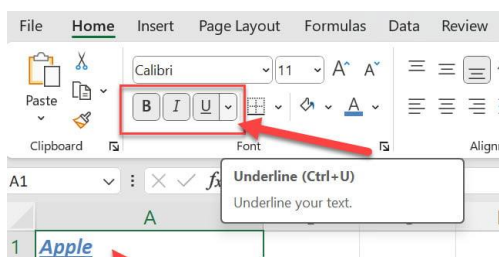 File Home Insert Page Layout Formulas Data Review
Calibri 11 A A
Paste
B I U A
Clipboard Font
A1 fx
Underline (Ctrl+U)
Underline your text.
A
1 Apple